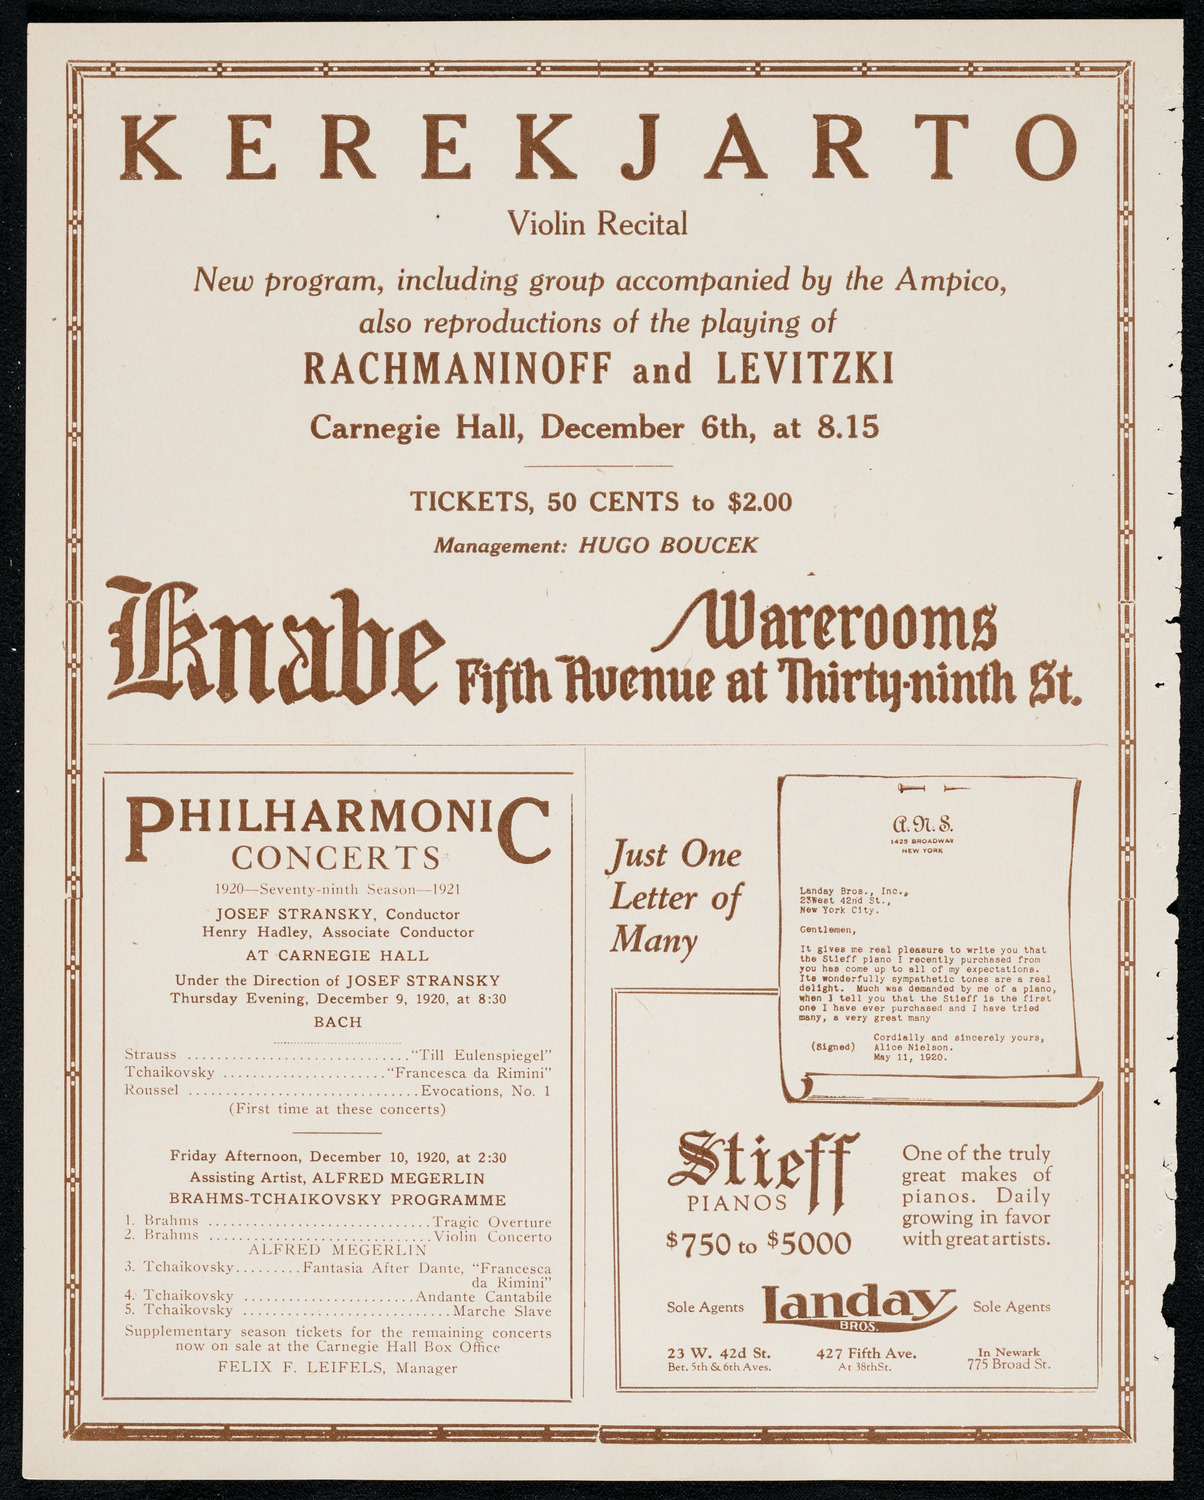 KEREKJARTO
Violin Recital
New program, including group accompanied by the Ampico,
also reproductions of the playing of
RACHMANINOFF and LEVITZKI
Carnegie Hall, December 6th, at 8.15
TICKETS, 50 CENTS to $2.00
Management: HUGO BOUCEK
Knabe Warerooms
Fifth Avenue at Thirty-ninth St.
PHILHARMONIC
CONCERTS
1920—Seventy-ninth Season—1921
JOSEF STRANSKY, Conductor
Henry Hadley, Associate Conductor
AT CARNEGIE HALL
Under the Direction of JOSEF STRANSKY
Thursday Evening, December 9, 1920, at 8:30
BACH
Strauss .............................."Till Eulenspiegel"
Tchaikovsky ......................"Francesca da Rimini"
Roussel ...............................Evocations, No. 1
(First time at these concerts)
Friday Afternoon, December 10, 1920, at 2:30
Assisting Artist, ALFRED MEGERLIN
BRAHMS-TCHAIKOVSKY PROGRAMME
1. Brahms ..............................Tragic Overture
2. Brahms ..............................Violin Concerto
ALFRED MEGERLIN
3. Tchaikovsky.........Fantasia After Dante, "Francesca
da Rimini"
4. Tchaikovsky .......................Andante Cantabile
5. Tchaikovsky ............................Marche Slave
Supplementary season tickets for the remaining concerts
now on sale at the Carnegie Hall Box Office
FELIX F. LEIFELS, Manager
Just One
Letter of
Many
A.N.S.
1425 BROADWAY
NEW YORK
Landay Bros., Inc.,
23West 42nd St.,
New York City.
Gentlemen,
It gives me real pleasure to write you that
the Stieff piano I recently purchased from
you has come up to all of my expectations.
Its wonderfully sympathetic tones are a real
delight. Much was demanded by me of a piano,
when I tell you that the Stieff is the first
one I have ever purchased and I have tried
many, a very great many
Cordially and sincerely yours,
(Signed) Alice Nielson.
May 11, 1920.
Stieff
PIANOS
$750 to $5000
One of the truly
great makes of
pianos. Daily
growing in favor
with great artists.
Sole Agents Landay Sole Agents
BROS.
23 W. 42d St. 427 Fifth Ave. In Newark
Bet. 5th & 6th Aves. At 38thSt. 775 Broad St.